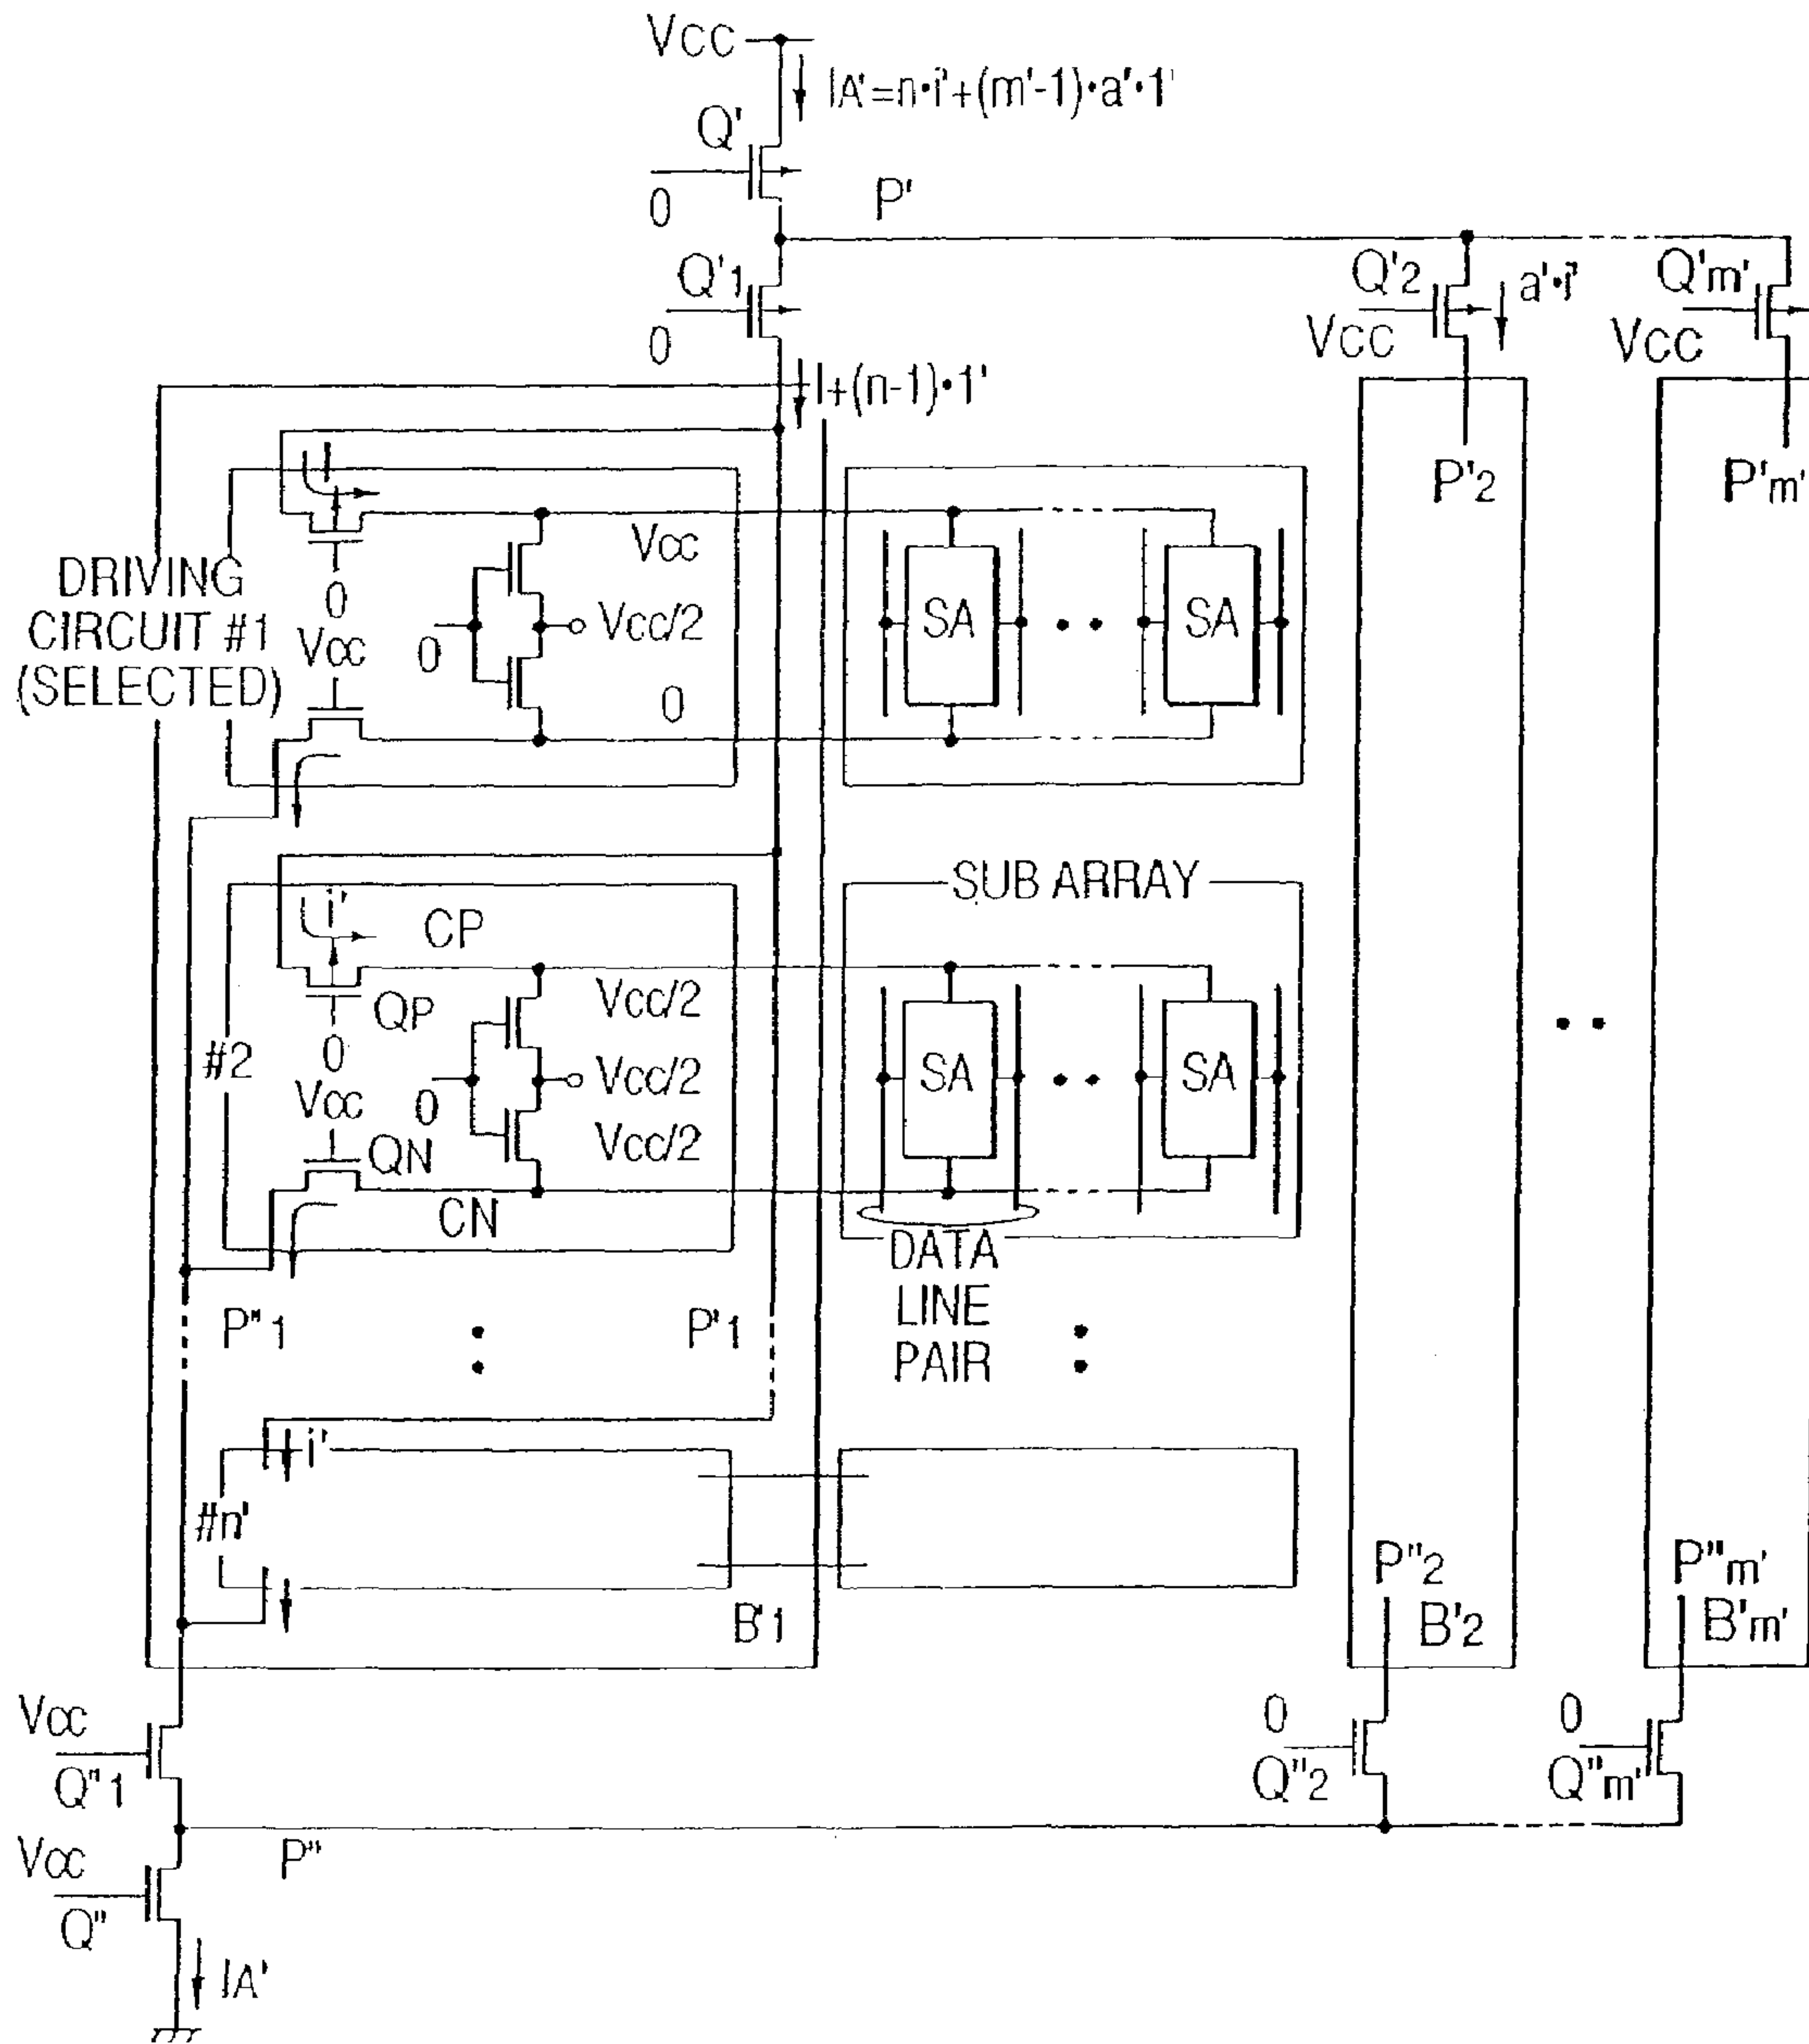 VCC
IA'=n·i'+(m'-1)·a'·1'
Q'
0
P'
Q'1
0
Q'2
a'·i'
VCC
Q'm'
VCC
I+(n-1)·1'
P'2
P'm'
I
DRIVING
CIRCUIT #1
(SELECTED)
0
VCC
0
VCC
VCC/2
0
SA
SA
SUB ARRAY
i'
CP
QP
#2
0
VCC
0
VCC/2
VCC/2
VCC/2
QN
CN
SA
SA
DATA
LINE
PAIR
P"1
P'1
i'
#n'
B'1
P"2
B'2
P"m'
B'm'
VCC
Q"1
0
Q"2
0
Q"m'
VCC
Q"
P"
IA'